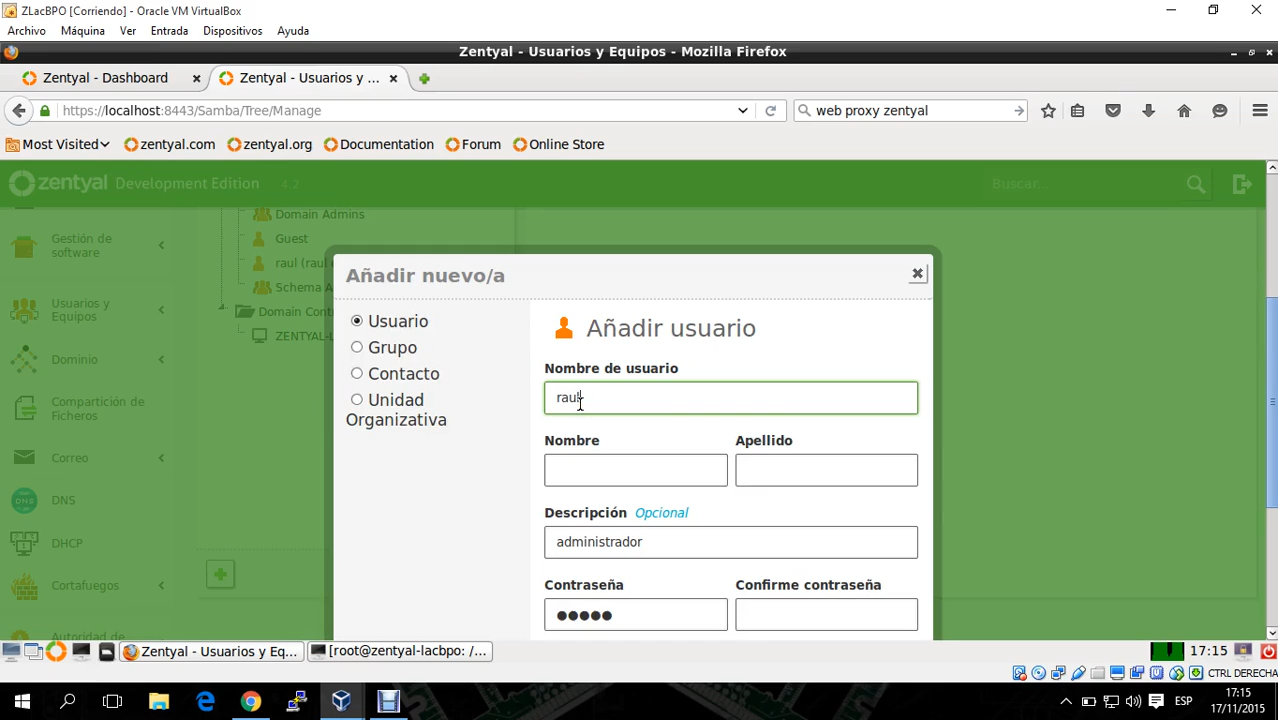 ZLacBPO [Corriendo] - Oracle VM VirtualBox
Archivo Máquina Ver Entrada Dispositivos Ayuda
Zentyal - Usuarios y Equipos - Mozilla Firefox
Zentyal - Dashboard
Zentyal - Usuarios y ...
https://localhost:8443/Samba/Tree/Manage
web proxy zentyal
Most Visited
zentyal.com
zentyal.org
Documentation
Forum
Online Store
zentyal Development Edition 4.2
Buscar...
Gestión de
software
Usuarios y
Equipos
Dominio
Compartición de
Ficheros
Correo
DNS
DHCP
Cortafuegos
Autoridad de
Domain Admins
Guest
raul (raul
Schema A
Domain Cont
ZENTYAL-L
Añadir nuevo/a
Usuario
Grupo
Contacto
Unidad
Organizativa
Añadir usuario
Nombre de usuario
raul
Nombre Apellido
Descripción Opcional
administrador
Contraseña Confirme contraseña
●●●●●
Zentyal - Usuarios y Eq...
[root@zentyal-lacbpo: /...
17:15
CTRL DERECHA
ESP
17:15
17/11/2015